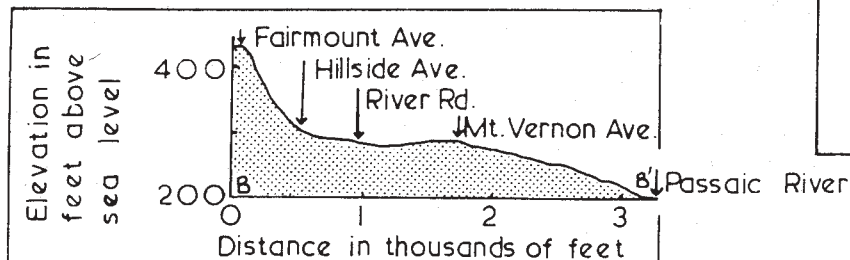 Elevation in
feet above
sea level
400
200
Fairmount Ave.
Hillside Ave.
River Rd.
Mt. Vernon Ave.
B
B'
Passaic River
0
1
2
3
Distance in thousands of feet